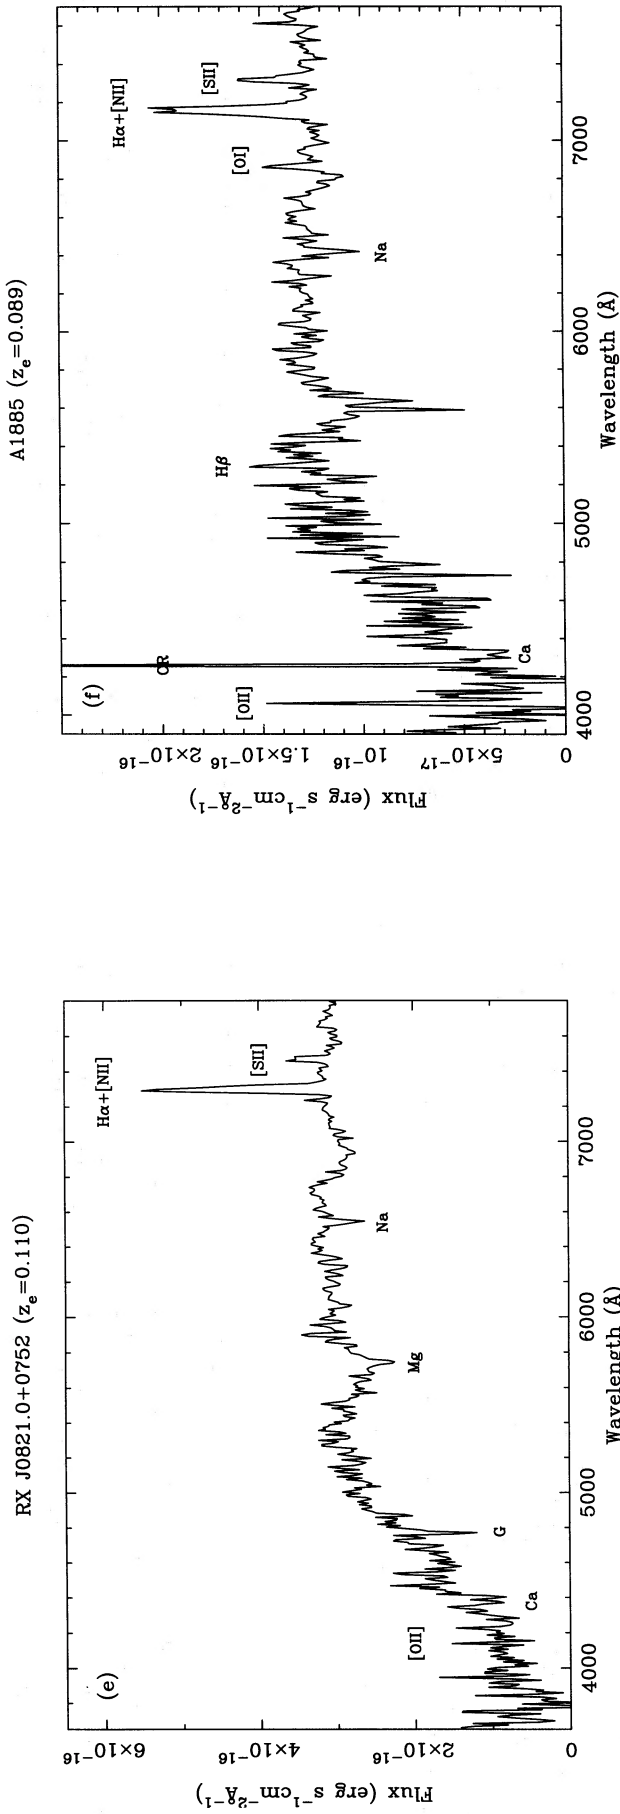 RX J0821.0+0752 (zₑ=0.110)
(e)
Flux (erg s⁻¹cm⁻²Å⁻¹)
0
2×10⁻¹⁶
4×10⁻¹⁶
6×10⁻¹⁶
[OII]
Ca
G
Mg
Na
Hα+[NII]
[SII]
4000
5000
6000
7000
Wavelength (Å)
A1885 (zₑ=0.089)
(f)
Flux (erg s⁻¹cm⁻²Å⁻¹)
0
5×10⁻¹⁷
10⁻¹⁶
1.5×10⁻¹⁶
2×10⁻¹⁶
[OII]
CR
Ca
Hβ
Na
[OI]
Hα+[NII]
[SII]
4000
5000
6000
7000
Wavelength (Å)